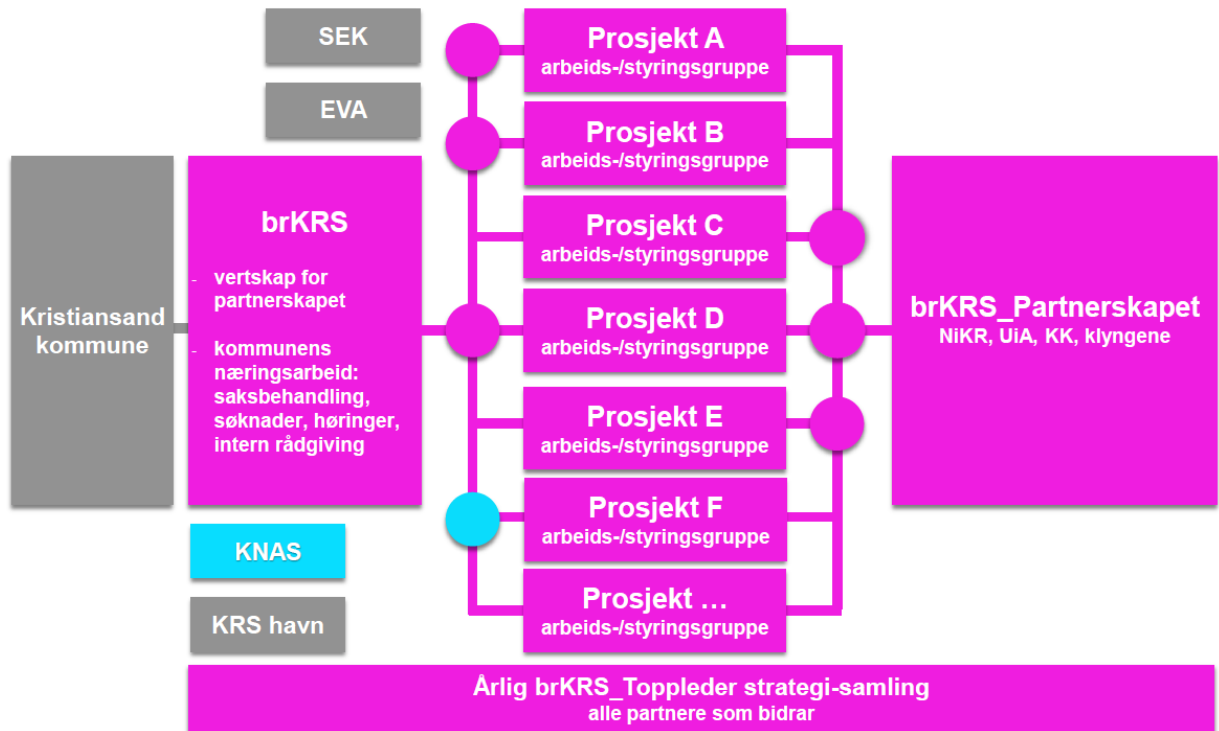 SEK
EVA
Kristiansand
kommune
brKRS
- vertskap for
partnerskapet
- kommunens
næringsarbeid:
saksbehandling,
søknader, høringer,
intern rådgiving
KNAS
KRS havn
Prosjekt A
arbeids-/styringsgruppe
Prosjekt B
arbeids-/styringsgruppe
Prosjekt C
arbeids-/styringsgruppe
Prosjekt D
arbeids-/styringsgruppe
Prosjekt E
arbeids-/styringsgruppe
Prosjekt F
arbeids-/styringsgruppe
Prosjekt …
arbeids-/styringsgruppe
brKRS_Partnerskapet
NiKR, UiA, KK, klyngene
Årlig brKRS_Toppleder strategi-samling
alle partnere som bidrar